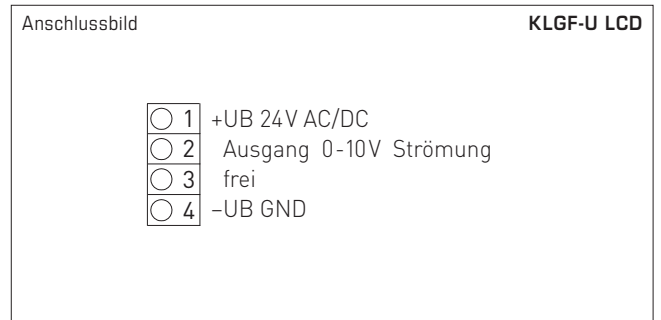 Anschlussbild KLGF-U LCD
1 +UB 24V AC/DC
2 Ausgang 0-10V Strömung
3 frei
4 –UB GND